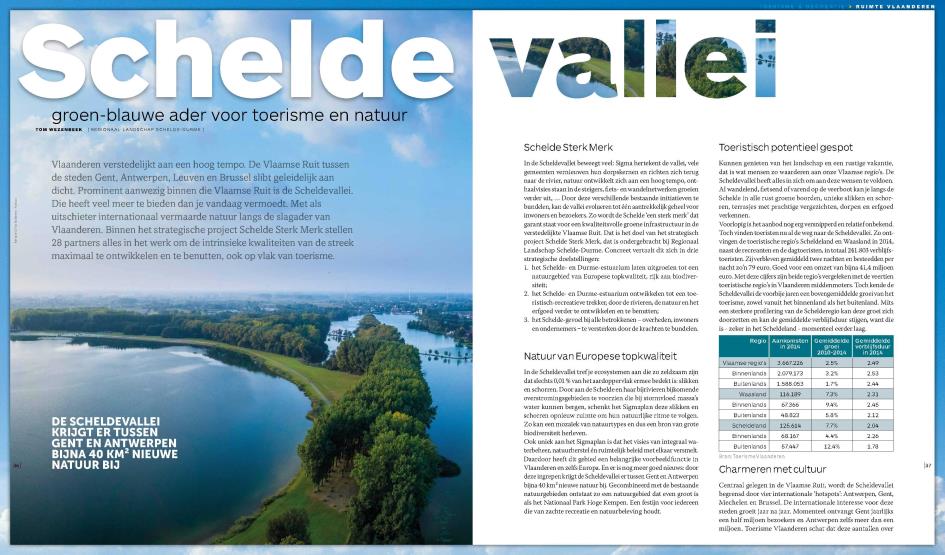 RUIMTE VLAANDEREN
Schelde
vallei
groen-blauwe ader voor toerisme en natuur
TOM WEZENBEEK | REGIONAAL LANDSCHAP SCHELDE-DURME |
Vlaanderen verstedelijkt aan een hoog tempo. De Vlaamse Ruit tussen
de steden Gent, Antwerpen, Leuven en Brussel slibt geleidelijk aan
dicht. Prominent aanwezig binnen die Vlaamse Ruit is de Scheldevallei.
Die heeft veel meer te bieden dan je vandaag vermoedt. Met als
uitschieter internationaal vermaarde natuur langs de slagader van
Vlaanderen. Binnen het strategische project Schelde Sterk Merk stellen
28 partners alles in het werk om de intrinsieke kwaliteiten van de streek
maximaal te ontwikkelen en te benutten, ook op vlak van toerisme.
DE SCHELDEVALLEI
KRIJGT ER TUSSEN
GENT EN ANTWERPEN
BIJNA 40 KM² NIEUWE
NATUUR BIJ
Schelde Sterk Merk
In de Scheldevallei beweegt veel: Sigma hertekent de vallei, vele
gemeenten vernieuwen hun dorpskernen en richten zich terug
naar de rivier, natuur ontwikkelt zich aan een hoog tempo, ont-
haalvisies staan in de steigers, fiets- en wandelnetwerken groeien
verder uit, ... Door deze verschillende bestaande initiatieven te
bundelen, kan de vallei evolueren tot één aantrekkelijk geheel voor
inwoners en bezoekers. Zo wordt de Schelde 'een sterk merk' dat
garant staat voor een kwaliteitsvolle groene infrastructuur in de
verstedelijkte Vlaamse Ruit. Dat is het doel van het strategisch
project Schelde Sterk Merk, dat is ondergebracht bij Regionaal
Landschap Schelde-Durme. Concreet vertaalt dit zich in drie
strategische doelstellingen:
1. het Schelde- en Durme-estuarium laten uitgroeien tot een
natuurgebied van Europese topkwaliteit, rijk aan biodiver-
siteit;
2. het Schelde- en Durme-estuarium ontwikkelen tot een toe-
ristisch-recreatieve trekker; door de rivieren, de natuur en het
erfgoed verder te ontwikkelen en te benutten;
3. het Schelde-gevoel bij alle betrokkenen – overheden, inwoners
en ondernemers – te versterken door de krachten te bundelen.
Natuur van Europese topkwaliteit
In de Scheldevallei tref je ecosystemen aan die zo zeldzaam zijn
dat slechts 0,01 % van het aardoppervlak ermee bedekt is: slikken
en schorren. Door aan de Schelde en haar bijrivieren bijkomende
overstromingsgebieden te voorzien die bij stormvloed massa's
water kunnen bergen, schenkt het Sigmaplan deze slikken en
schorren opnieuw ruimte om hun natuurlijke ritme te volgen.
Zo kan een mozaïek van natuurtypes en dus een bron van grote
biodiversiteit herleven.
Ook uniek aan het Sigmaplan is dat het visies van integraal wa-
terbeheer, natuurherstel én ruimtelijk beleid met elkaar versmelt.
Daardoor heeft dit gebied een belangrijke voorbeeldfunctie in
Vlaanderen en zelfs Europa. En er is nog meer goed nieuws: door
deze ingrepen krijgt de Scheldevallei er tussen Gent en Antwerpen
bijna 40 km² nieuwe natuur bij. Gecombineerd met de bestaande
natuurgebieden ontstaat zo een natuurgebied dat even groot is
als het Nationaal Park Hoge Kempen. Een festijn voor iedereen
die van zachte recreatie en natuurbeleving houdt.
Toeristisch potentieel gespot
Kunnen genieten van het landschap en een rustige vakantie,
dat is wat mensen zo waarderen aan onze Vlaamse regio's. De
Scheldevallei heeft alles in zich om aan deze wensen te voldoen.
Al wandelend, fietsend of varend op de veerboot kan je langs de
Schelde in alle rust groene boorden, unieke slikken en schor-
ren, terrasjes met prachtige vergezichten, dorpen en erfgoed
verkennen.
Voorlopig is het aanbod nog erg versnipperd en relatief onbekend.
Toch vinden toeristen nu al de weg naar de Scheldevallei. Zo ont-
vingen de toeristische regio's Scheldeland en Waasland in 2014,
naast de recreanten en de dagtoeristen, in totaal 241.803 verblijfs-
toeristen. Zij verbleven gemiddeld twee nachten en besteedden per
nacht zo'n 79 euro. Goed voor een omzet van bijna 41,4 miljoen
euro. Met deze cijfers zijn beide regio's vergeleken met de veertien
toeristische regio's in Vlaanderen middenmoters. Toch kende de
Scheldevallei de voorbije jaren een bovengemiddelde groei van het
toerisme, zowel vanuit het binnenland als het buitenland. Mits
een sterkere profilering van de Schelderegio kan deze groei zich
doorzetten en kan de gemiddelde verblijfsduur stijgen, want die
is - zeker in het Scheldeland - momenteel eerder laag.
Regio Aankomsten in 2014 Gemiddelde groei 2010-2014 Gemiddelde verblijfsduur in 2014
Vlaamse regio's 3.667.226 2.5% 2.49
Binnenlands 2.079.173 3.2% 2.53
Buitenlands 1.588.053 1.7% 2.44
Waasland 116.189 7.3% 2.31
Binnenlands 67.366 9.4% 2.48
Buitenlands 48.823 5.8% 2.12
Scheldeland 125.614 7.7% 2.04
Binnenlands 68.167 4.4% 2.26
Buitenlands 57.447 12.4% 1.78
Bron: Toerisme Vlaanderen
Charmeren met cultuur
Centraal gelegen in de Vlaamse Ruit, wordt de Scheldevallei
begrensd door vier internationale 'hotspots': Antwerpen, Gent,
Mechelen en Brussel. De internationale interesse voor deze
steden groeit jaar na jaar. Momenteel ontvangt Gent jaarlijks
een half miljoen bezoekers en Antwerpen zelfs meer dan een
miljoen. Toerisme Vlaanderen schat dat deze aantallen over
37